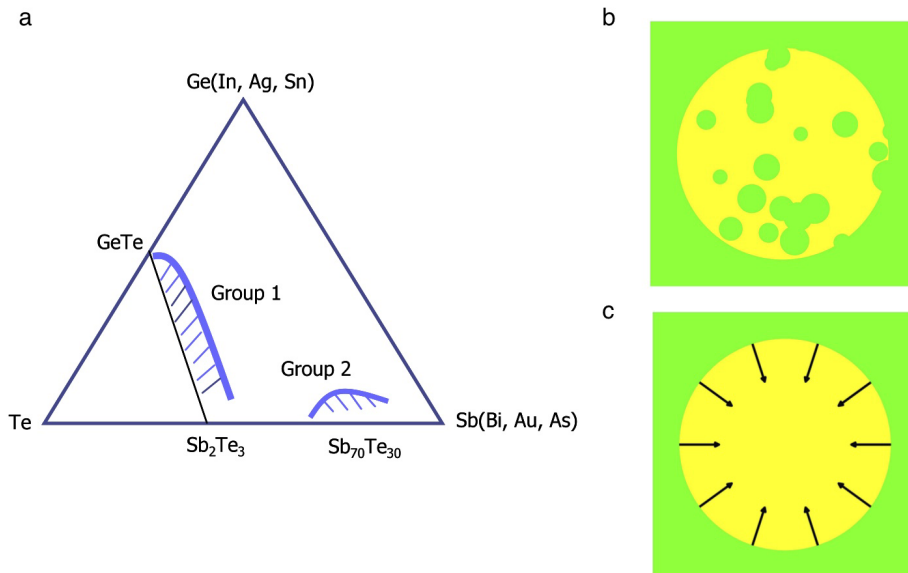 a
Ge(In, Ag, Sn)
GeTe
Group 1
Group 2
Te
Sb(Bi, Au, As)
Sb₂Te₃
Sb₇₀Te₃₀
b
c